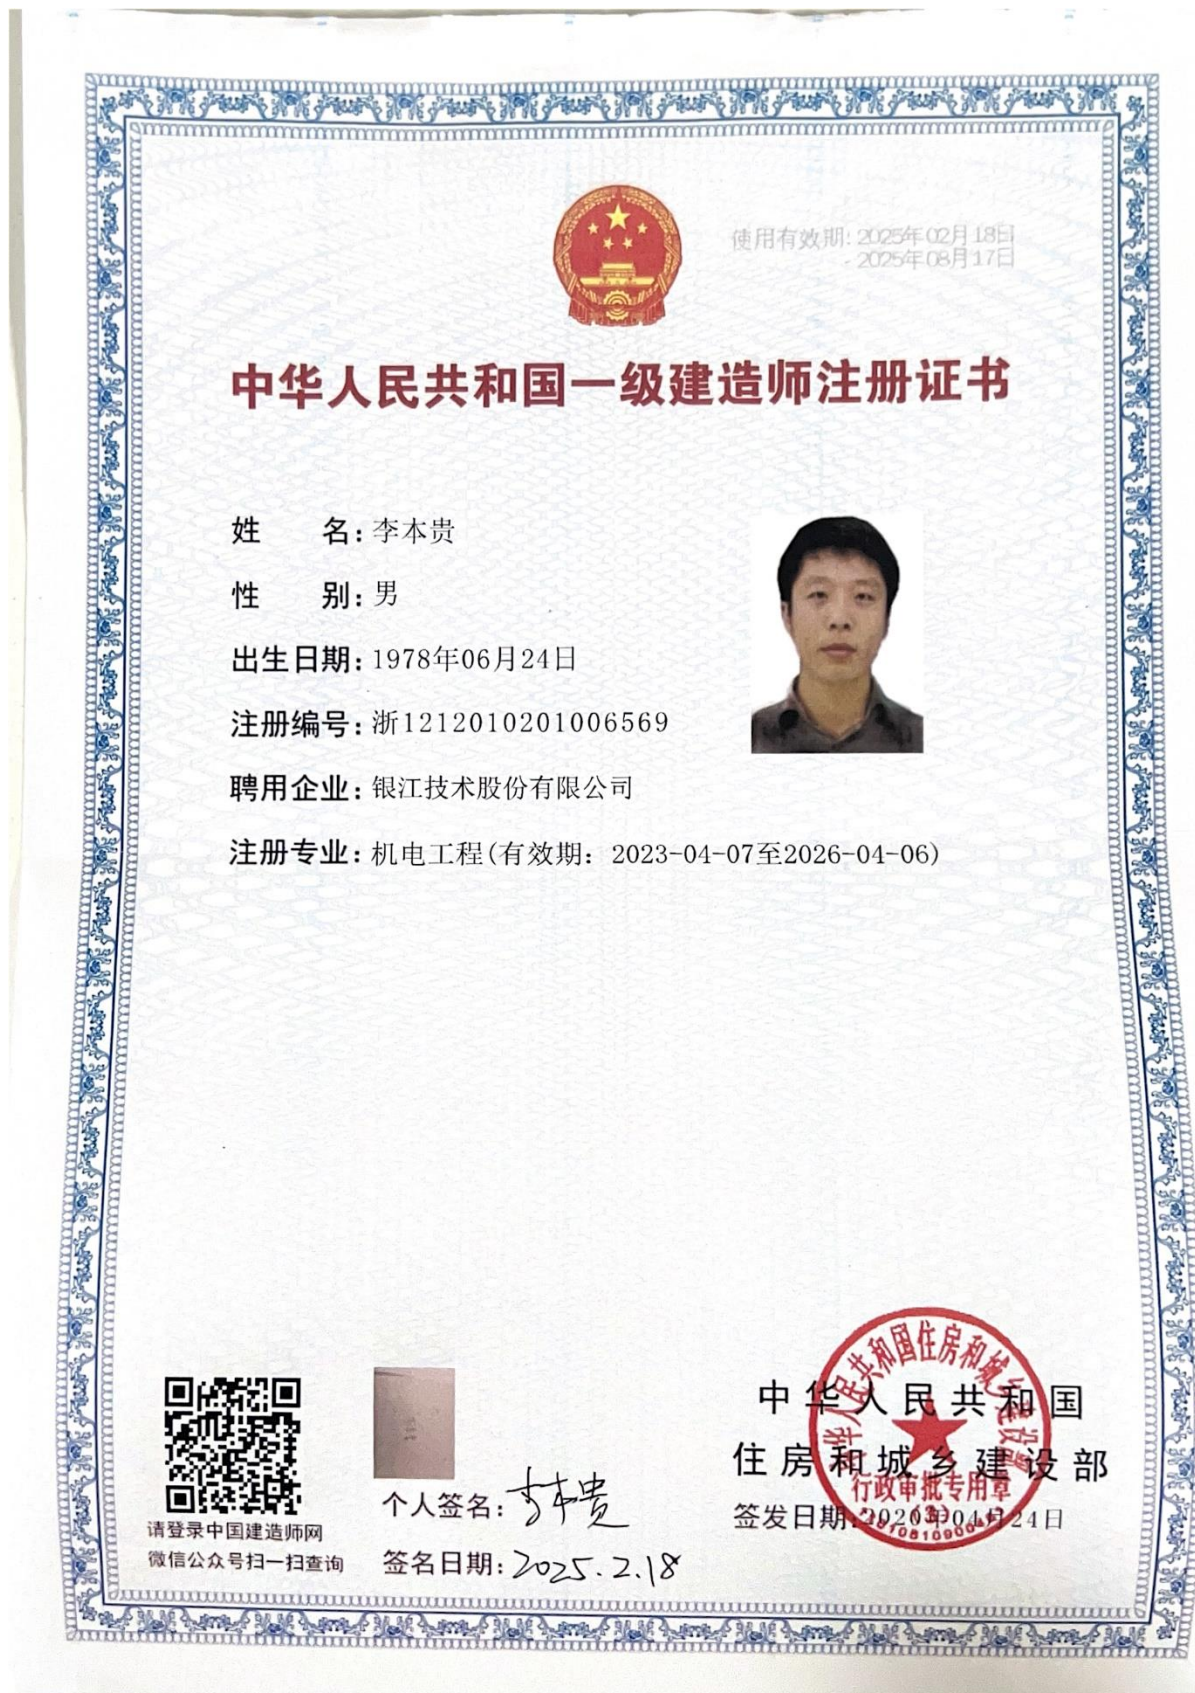 使用有效期: 2025年02月18日
- 2025年08月17日
中华人民共和国一级建造师注册证书
姓 名: 李本贵
性 别: 男
出生日期: 1978年06月24日
注册编号: 浙1212010201006569
聘用企业: 银江技术股份有限公司
注册专业: 机电工程(有效期: 2023-04-07至2026-04-06)
请登录中国建造师网
微信公众号扫一扫查询
个人签名: 李本贵
签名日期: 2025.2.18
中华人民共和国
住房和城乡建设部
签发日期: 2020年04月24日
中华人民共和国住房和城乡建设部
行政审批专用章